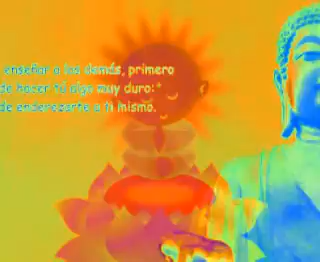 enseñar a los demás, primero
de hacer tú algo muy duro:"
de enderezarte a ti mismo.